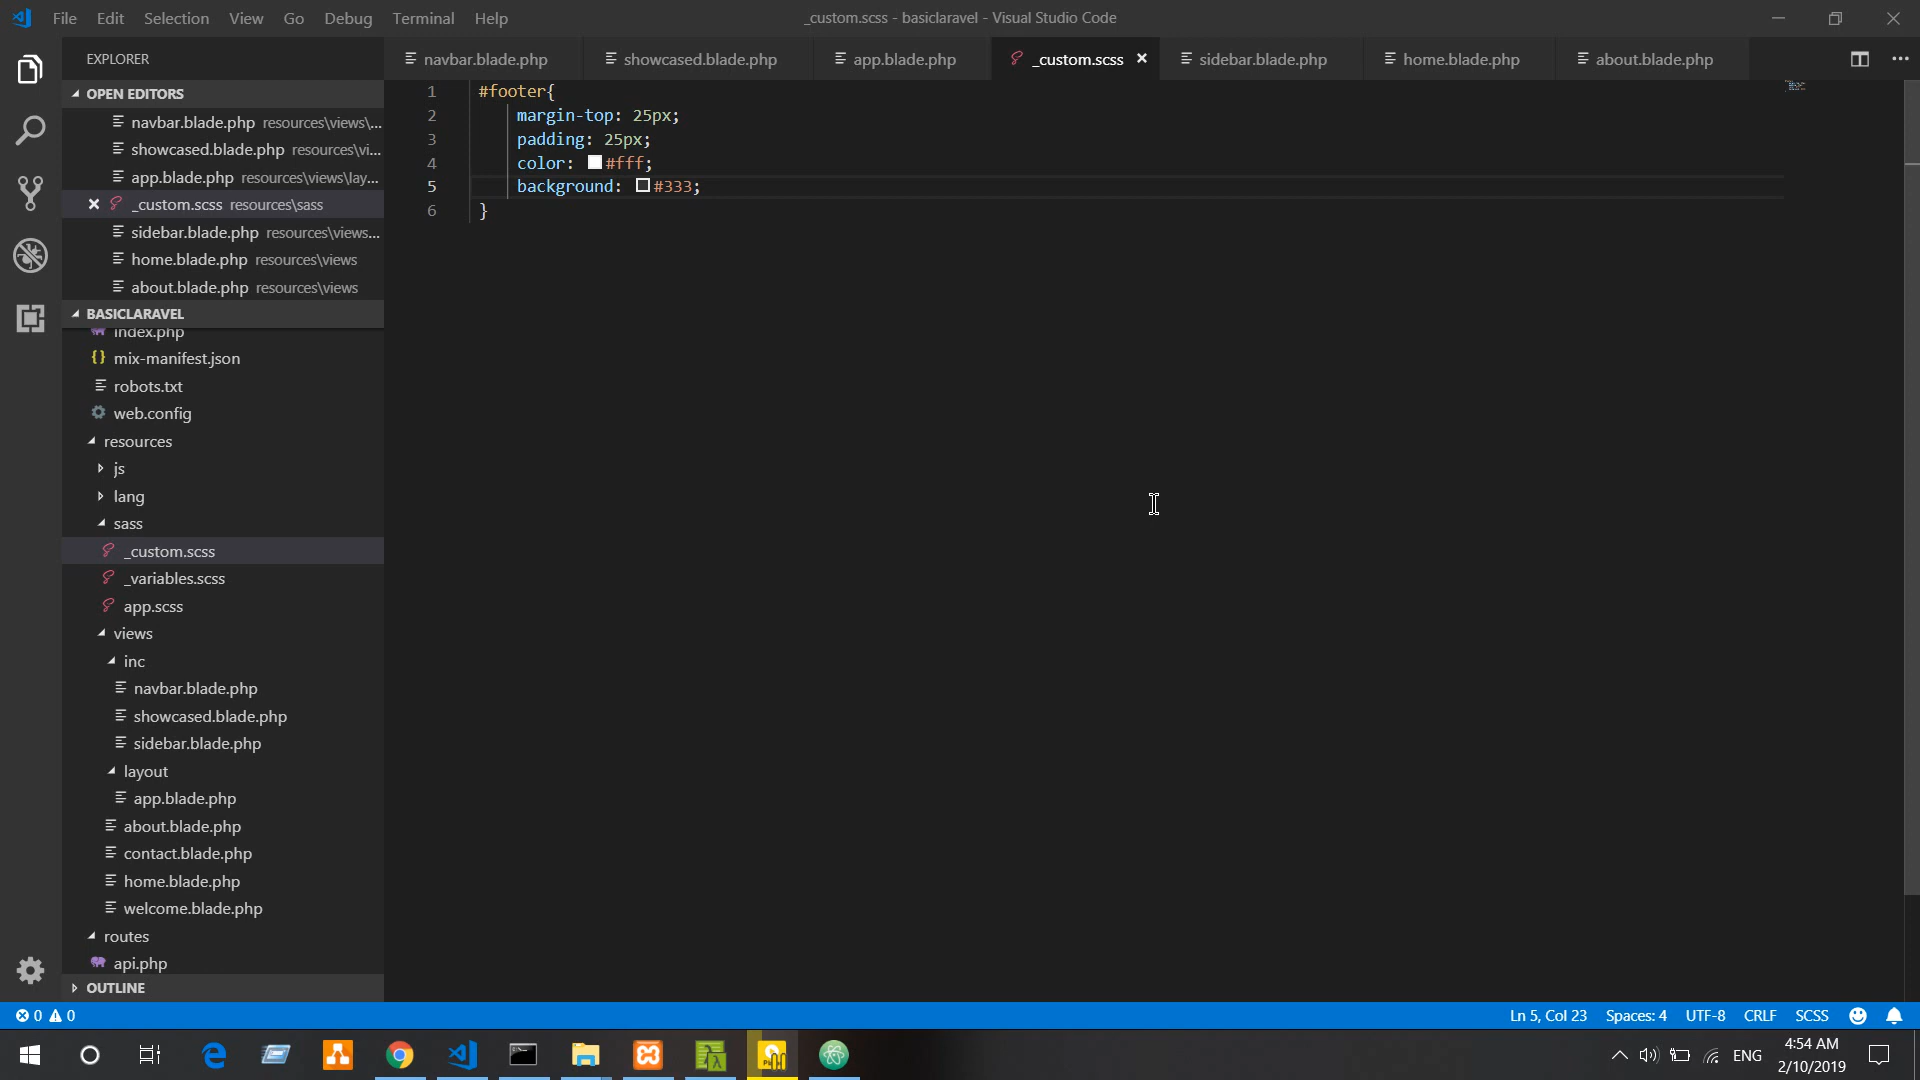 File Edit Selection View Go Debug Terminal Help
_custom.scss - basiclaravel - Visual Studio Code
EXPLORER
navbar.blade.php
showcased.blade.php
app.blade.php
_custom.scss
sidebar.blade.php
home.blade.php
about.blade.php
OPEN EDITORS
navbar.blade.php resources\views\...
showcased.blade.php resources\vi...
app.blade.php resources\views\lay...
_custom.scss resources\sass
sidebar.blade.php resources\views...
home.blade.php resources\views
about.blade.php resources\views
BASICLARAVEL
index.php
mix-manifest.json
robots.txt
web.config
resources
js
lang
sass
_custom.scss
_variables.scss
app.scss
views
inc
navbar.blade.php
showcased.blade.php
sidebar.blade.php
layout
app.blade.php
about.blade.php
contact.blade.php
home.blade.php
welcome.blade.php
routes
api.php
OUTLINE
1 #footer{
2 margin-top: 25px;
3 padding: 25px;
4 color: #fff;
5 background: #333;
6 }
0 0
Ln 5, Col 23 Spaces: 4 UTF-8 CRLF SCSS
ENG
4:54 AM
2/10/2019